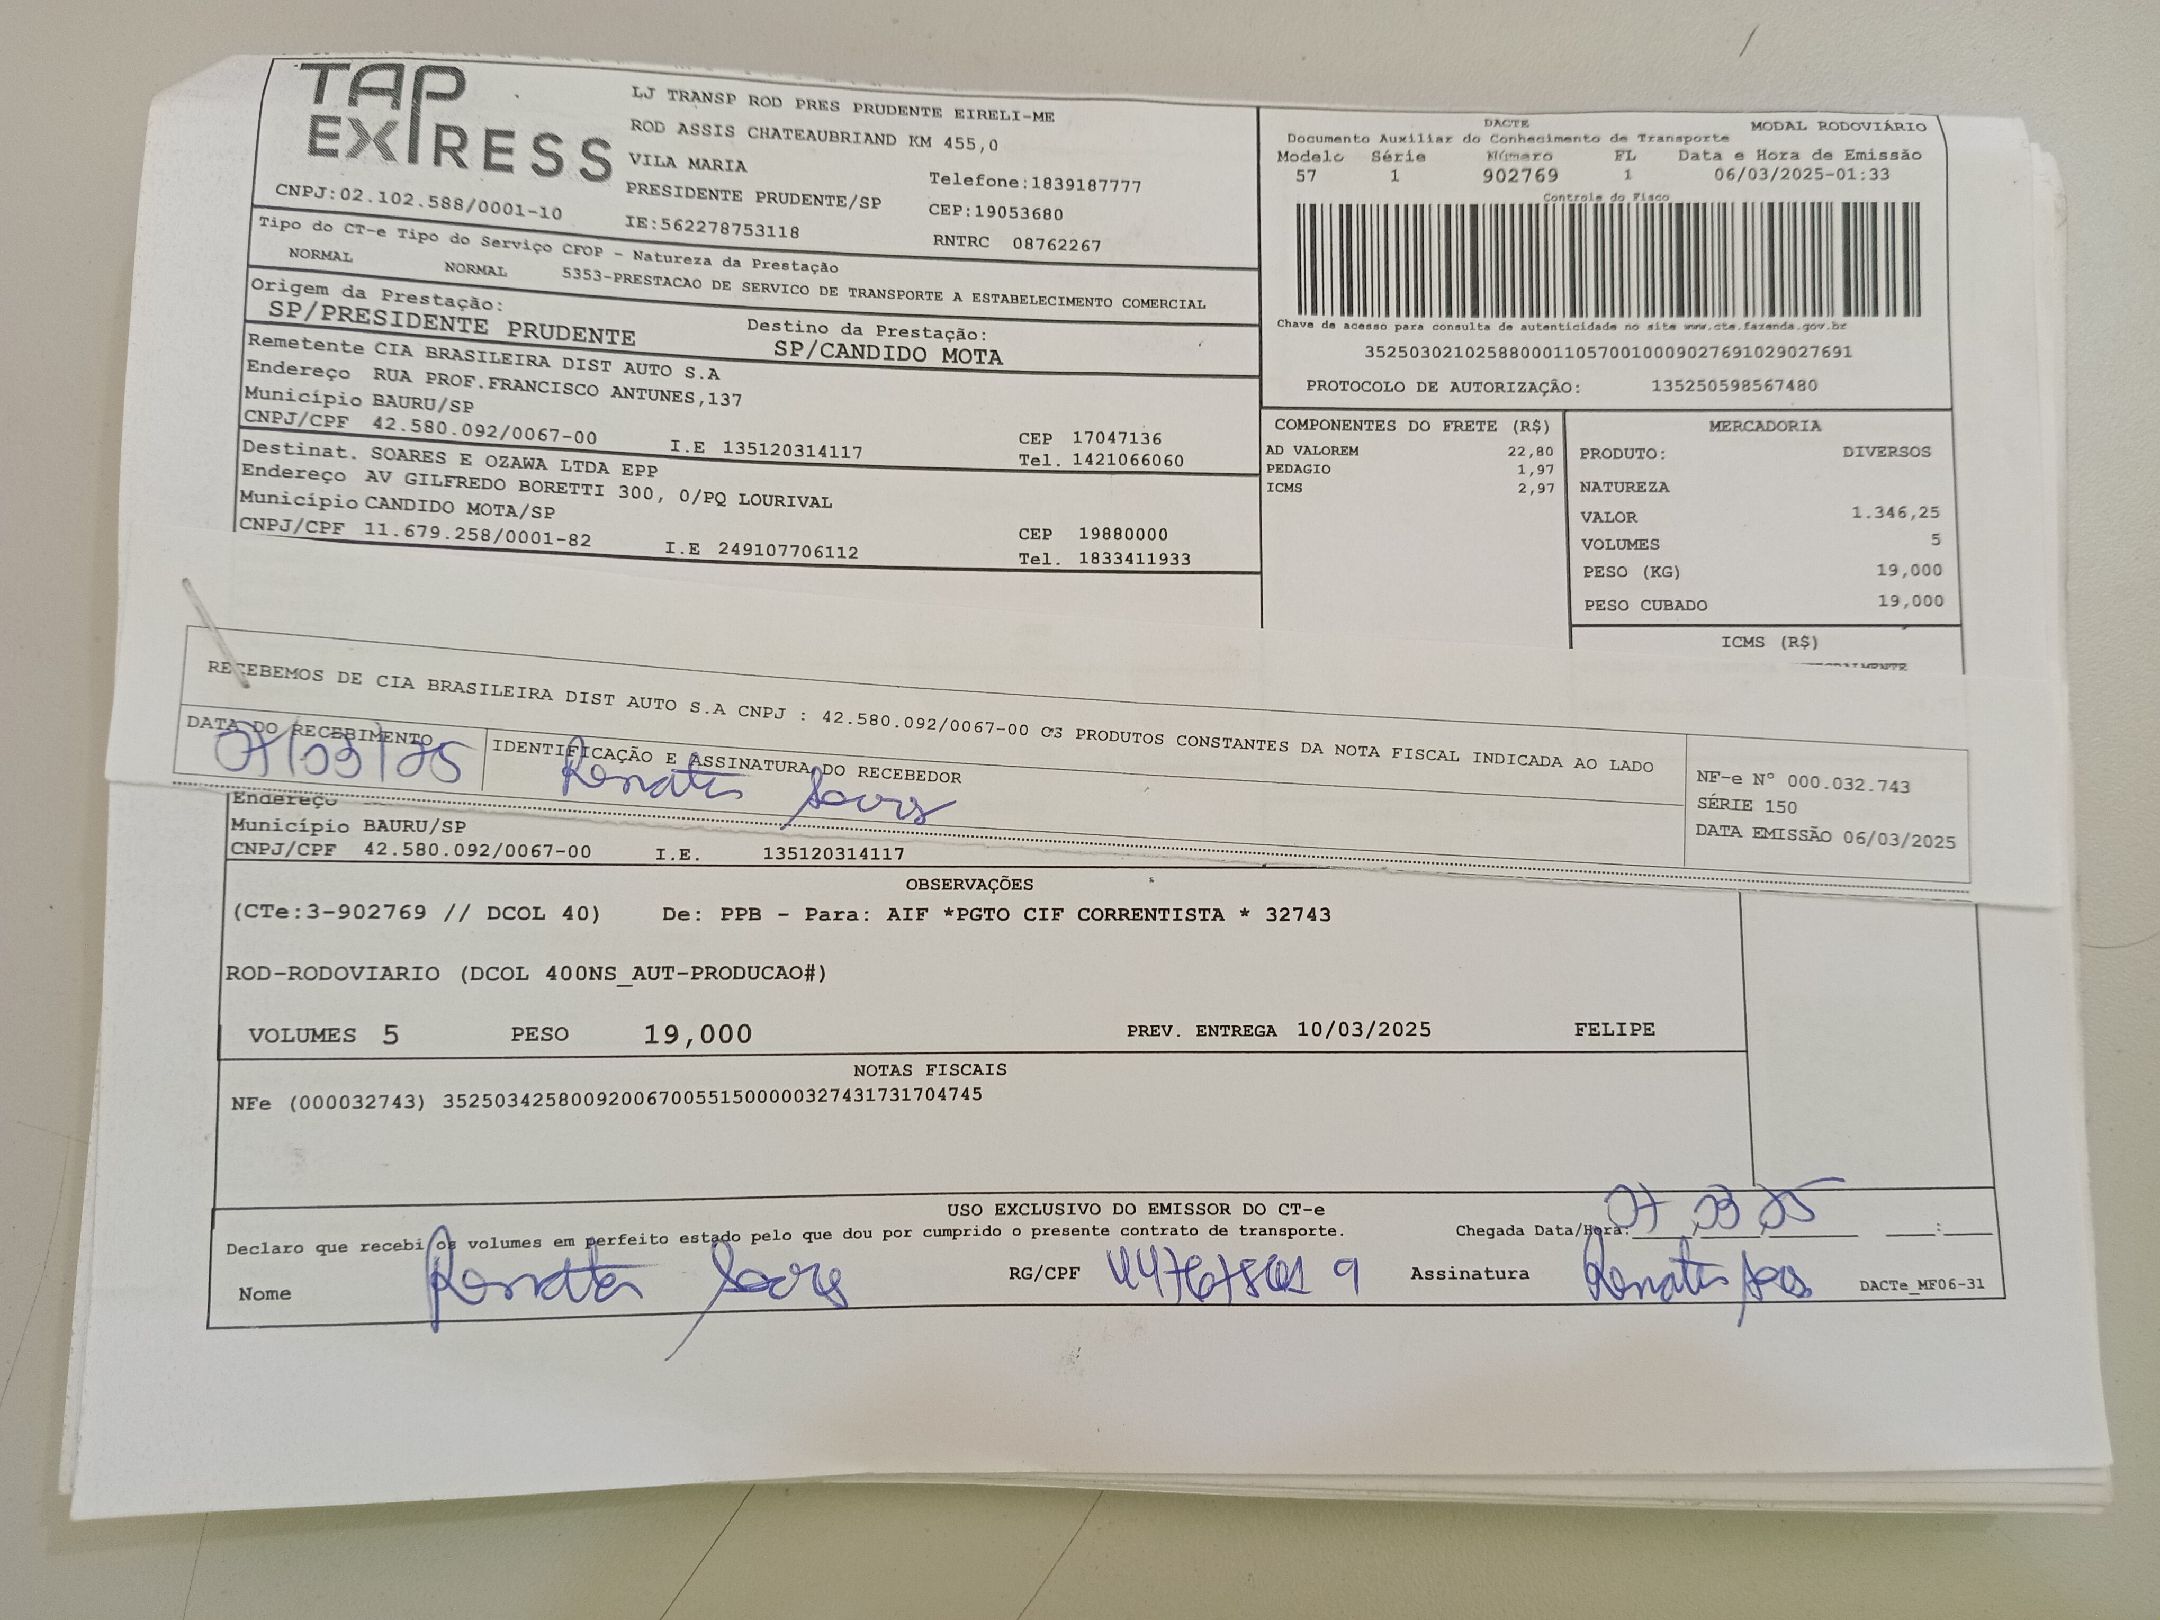 TAP
EXPRESS
CNPJ:02.102.588/0001-10
LJ TRANSP ROD PRES PRUDENTE EIRELI-ME
ROD ASSIS CHATEAUBRIAND KM 455,0
VILA MARIA
Telefone:1839187777
PRESIDENTE PRUDENTE/SP
CEP:19053680
IE:562278753118
RNTRC 08762267
DACTE
MODAL RODOVIÁRIO
Documento Auxiliar do Conhecimento de Transporte
Modelo Série Número FL Data e Hora de Emissão
57 1 902769 1 06/03/2025-01:33
Controle do Fisco
Chave de acesso para consulta de autenticidade no site www.cte.fazenda.gov.br
35250302102588000110570010009027691029027691
PROTOCOLO DE AUTORIZAÇÃO: 135250598567480
Tipo do CT-e Tipo do Serviço CFOP - Natureza da Prestação
NORMAL NORMAL 5353-PRESTACAO DE SERVICO DE TRANSPORTE A ESTABELECIMENTO COMERCIAL
Origem da Prestação:
SP/PRESIDENTE PRUDENTE
Destino da Prestação:
SP/CANDIDO MOTA
Remetente CIA BRASILEIRA DIST AUTO S.A
Endereço RUA PROF.FRANCISCO ANTUNES,137
Município BAURU/SP
CEP 17047136
CNPJ/CPF 42.580.092/0067-00 I.E 135120314117 Tel. 1421066060
Destinat. SOARES E OZAWA LTDA EPP
Endereço AV GILFREDO BORETTI 300, 0/PQ LOURIVAL
Município CANDIDO MOTA/SP
CEP 19880000
CNPJ/CPF 11.679.258/0001-82 I.E 249107706112 Tel. 1833411933
COMPONENTES DO FRETE (R$)
AD VALOREM 22,80
PEDAGIO 1,97
ICMS 2,97
MERCADORIA
PRODUTO: DIVERSOS
NATUREZA
VALOR 1.346,25
VOLUMES 5
PESO (KG) 19,000
PESO CUBADO 19,000
ICMS (R$)
RECEBEMOS DE CIA BRASILEIRA DIST AUTO S.A CNPJ : 42.580.092/0067-00 OS PRODUTOS CONSTANTES DA NOTA FISCAL INDICADA AO LADO
DATA DO RECEBIMENTO
07/03/25
IDENTIFICAÇÃO E ASSINATURA DO RECEBEDOR
Renata Soares
NF-e N° 000.032.743
SÉRIE 150
DATA EMISSÃO 06/03/2025
Endereço
Município BAURU/SP
CNPJ/CPF 42.580.092/0067-00 I.E. 135120314117
OBSERVAÇÕES
(CTe:3-902769 // DCOL 40) De: PPB - Para: AIF *PGTO CIF CORRENTISTA * 32743
ROD-RODOVIARIO (DCOL 400NS_AUT-PRODUCAO#)
VOLUMES 5 PESO 19,000 PREV. ENTREGA 10/03/2025 FELIPE
NOTAS FISCAIS
NFe (000032743) 35250342580092006700551500000327431731704745
USO EXCLUSIVO DO EMISSOR DO CT-e
Declaro que recebi os volumes em perfeito estado pelo que dou por cumprido o presente contrato de transporte.
Chegada Data/Hora: 07 03 25
Nome Renata Soares RG/CPF Assinatura Renata Soares DACTe_MF06-31